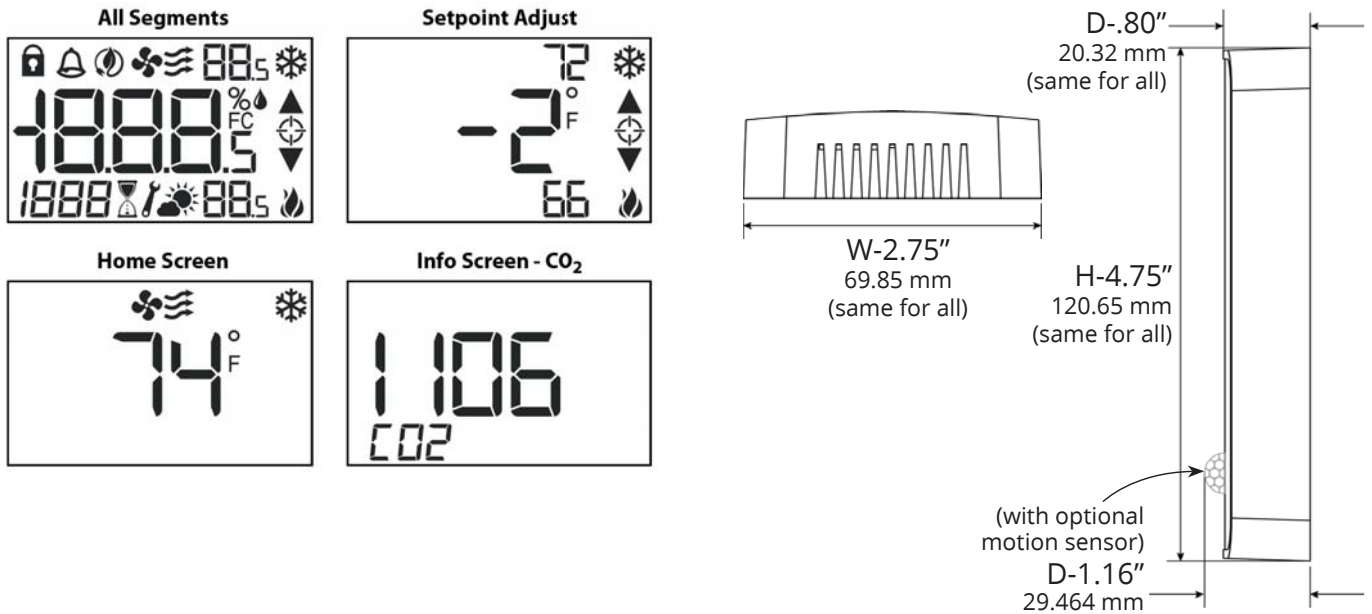 All Segments
88.5
-188.8.5
%
FC
1888
88.5
Setpoint Adjust
72
-2°
F
66
Home Screen
74°
F
Info Screen - CO2
1106
CO2
W-2.75”
69.85 mm
(same for all)
D-.80”
20.32 mm
(same for all)
H-4.75”
120.65 mm
(same for all)
(with optional
motion sensor)
D-1.16”
29.464 mm